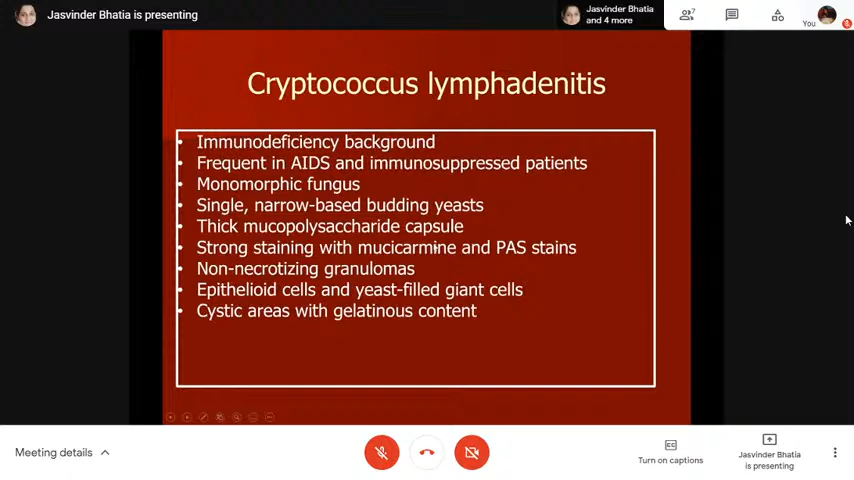 Jasvinder Bhatia is presenting
Jasvinder Bhatia
and 4 more
7
You
Cryptococcus lymphadenitis
• Immunodeficiency background
• Frequent in AIDS and immunosuppressed patients
• Monomorphic fungus
• Single, narrow-based budding yeasts
• Thick mucopolysaccharide capsule
• Strong staining with mucicarmine and PAS stains
• Non-necrotizing granulomas
• Epithelioid cells and yeast-filled giant cells
• Cystic areas with gelatinous content
Meeting details
CC
Turn on captions
Jasvinder Bhatia
is presenting